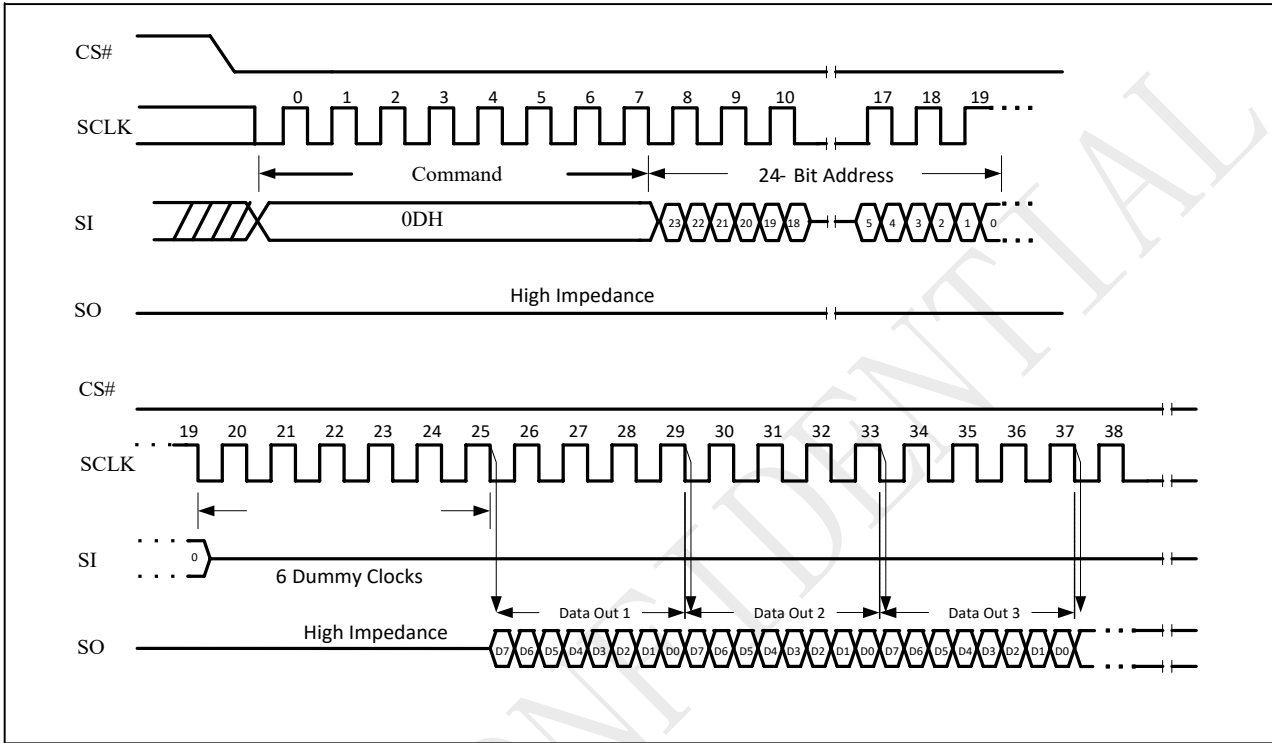 CS#
0 1 2 3 4 5 6 7 8 9 10 17 18 19
SCLK
Command 24- Bit Address
SI 0DH 23 22 21 20 19 18 5 4 3 2 1 0
High Impedance
SO
CS#
19 20 21 22 23 24 25 26 27 28 29 30 31 32 33 34 35 36 37 38
SCLK
SI 0
6 Dummy Clocks
Data Out 1 Data Out 2 Data Out 3
High Impedance
SO D7 D6 D5 D4 D3 D2 D1 D0 D7 D6 D5 D4 D3 D2 D1 D0 D7 D6 D5 D4 D3 D2 D1 D0
NFIDENTIAL